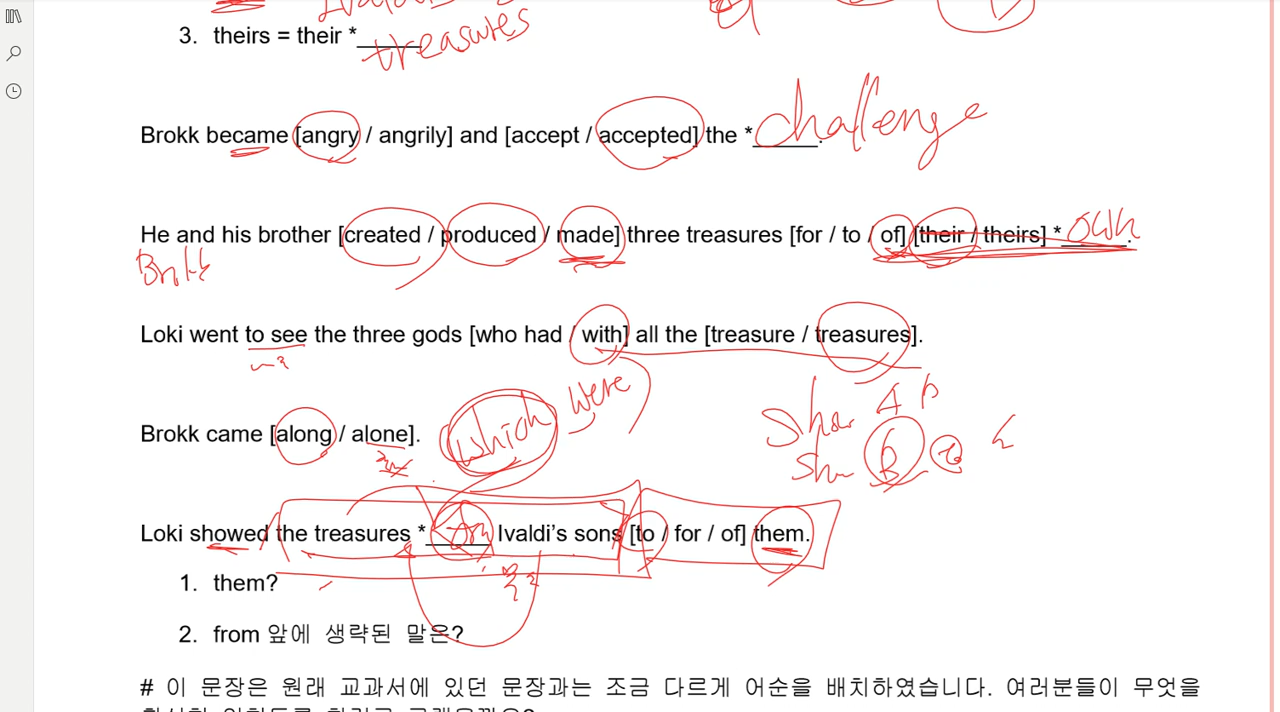 treasures
3. theirs = their *______
Brokk became [angry / angrily] and [accept / accepted] the *______.
challenge
He and his brother [created / produced / made] three treasures [for / to / of] [their / theirs] *______.
own
Brokk
Loki went to see the three gods [who had / with] all the [treasure / treasures].
which were
Show A B
Brokk came [along / alone].
Loki showed the treasures *______ Ivaldi's sons [to / for / of] them.
1. them?
2. from 앞에 생략된 말은?
# 이 문장은 원래 교과서에 있던 문장과는 조금 다르게 어순을 배치하였습니다. 여러분들이 무엇을